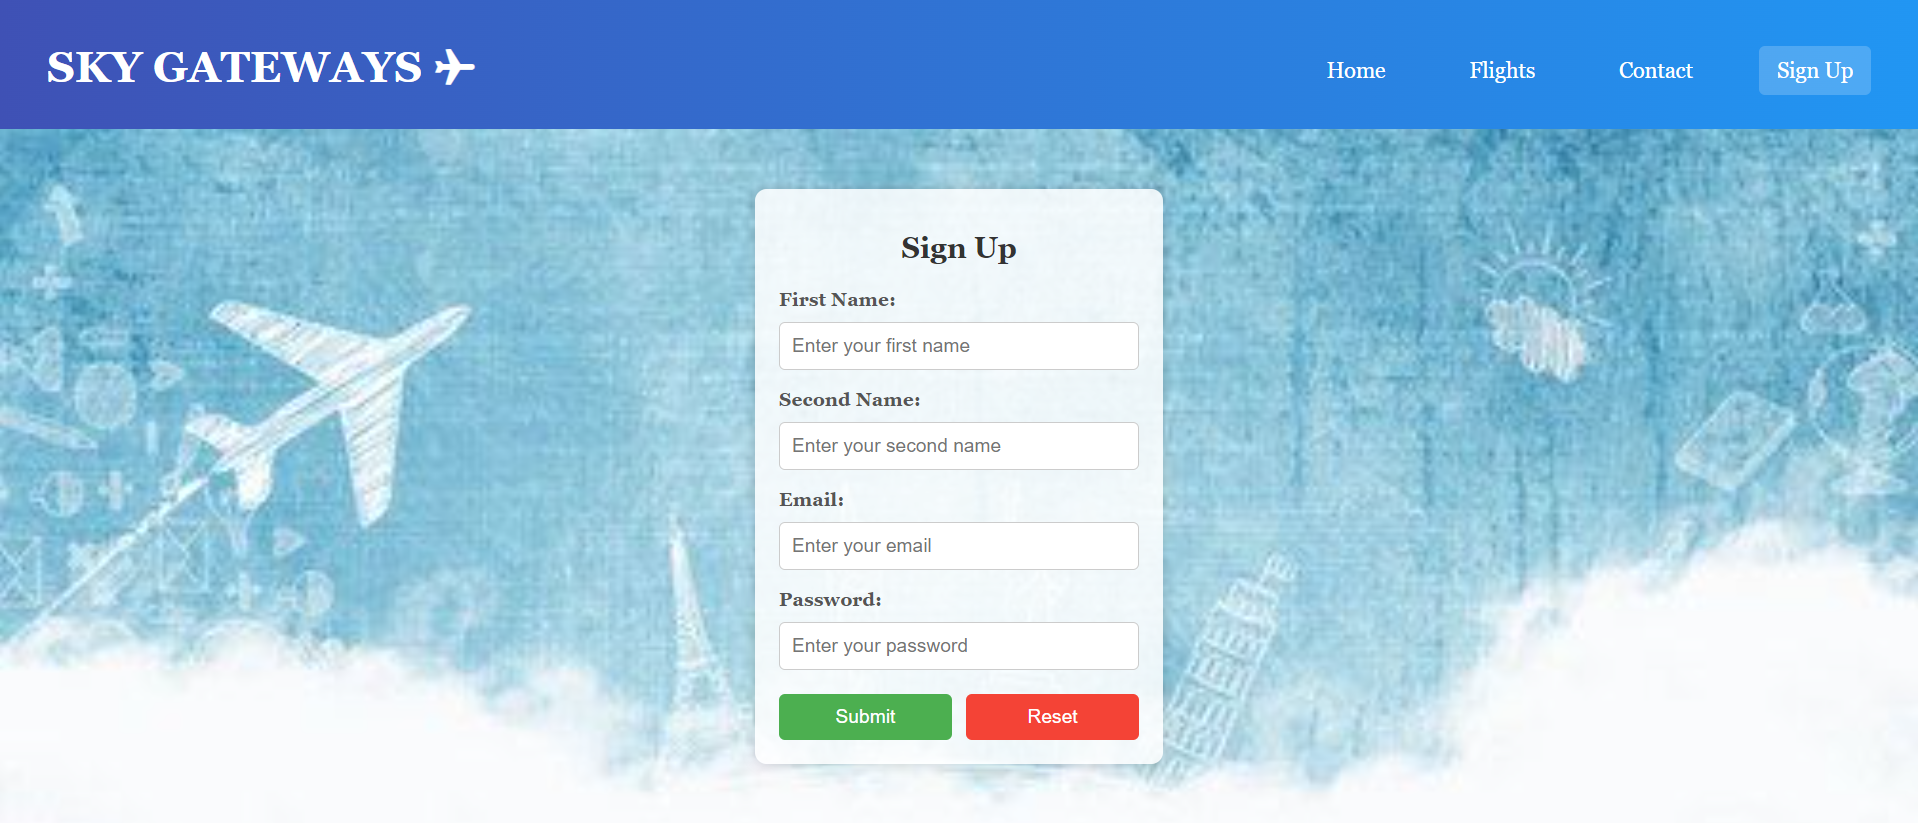 SKY GATEWAYS ✈
Home Flights Contact Sign Up
Sign Up
First Name:
Enter your first name
Second Name:
Enter your second name
Email:
Enter your email
Password:
Enter your password
Submit Reset